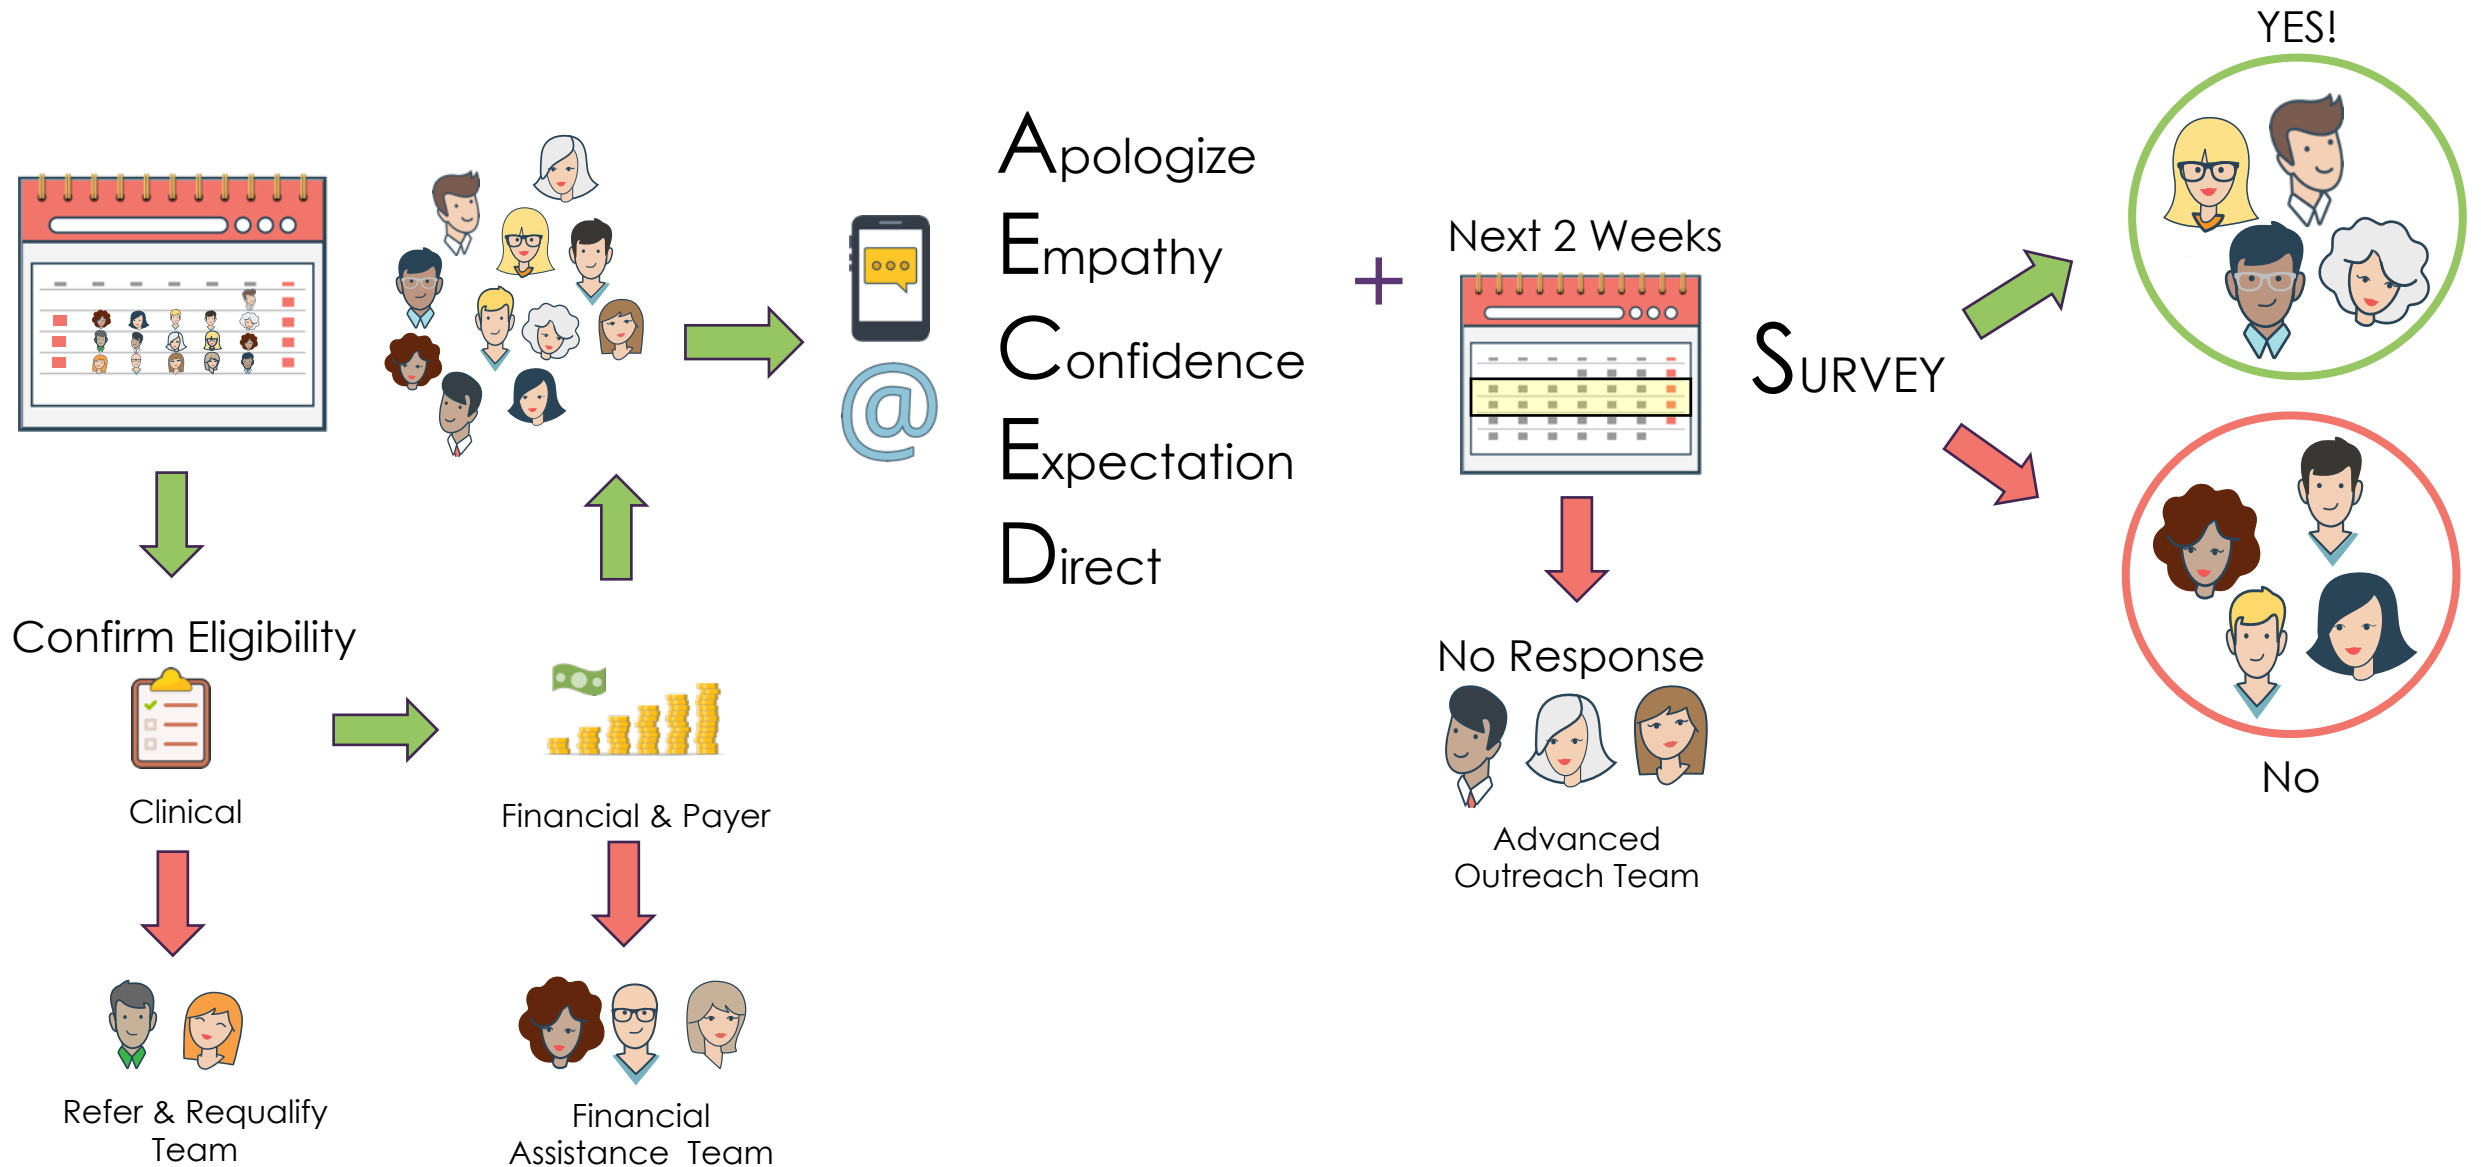 YES!
Apologize
Empathy
Confidence
Expectation
Direct
+
Next 2 Weeks
SURVEY
@
Confirm Eligibility
Clinical
Financial & Payer
No Response
Advanced
Outreach Team
No
Refer & Requalify
Team
Financial
Assistance Team